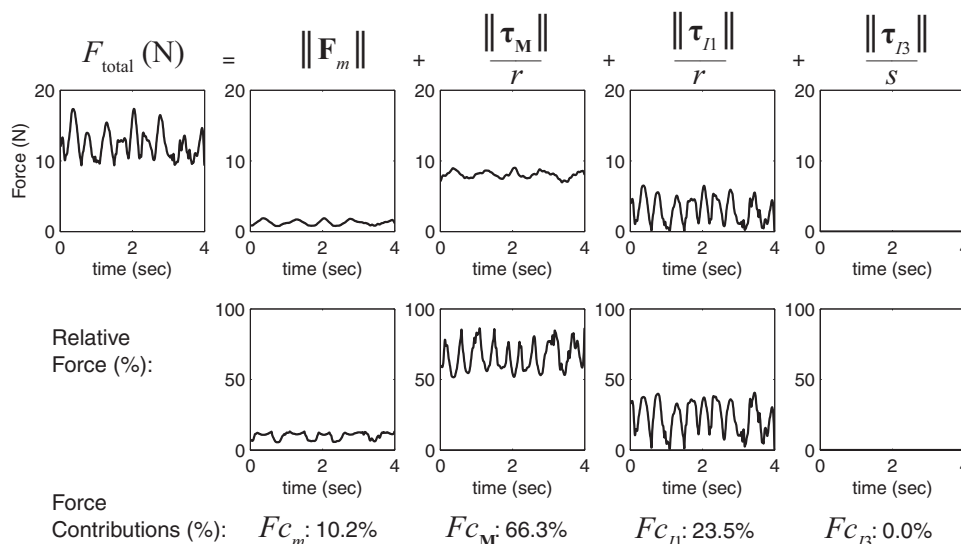 F_total (N) = ‖F_m‖ + ‖τ_M‖/r + ‖τ_I1‖/r + ‖τ_I3‖/s
20 20 20 20 20
Force (N)
10 10 10 10 10
0 0 0 0 0
0 2 4 0 2 4 0 2 4 0 2 4 0 2 4
time (sec) time (sec) time (sec) time (sec) time (sec)
100 100 100 100
Relative
Force (%):
50 50 50 50
0 0 0 0
0 2 4 0 2 4 0 2 4 0 2 4
time (sec) time (sec) time (sec) time (sec)
Force
Contributions (%): Fc_m: 10.2% Fc_M: 66.3% Fc_I1: 23.5% Fc_I3: 0.0%